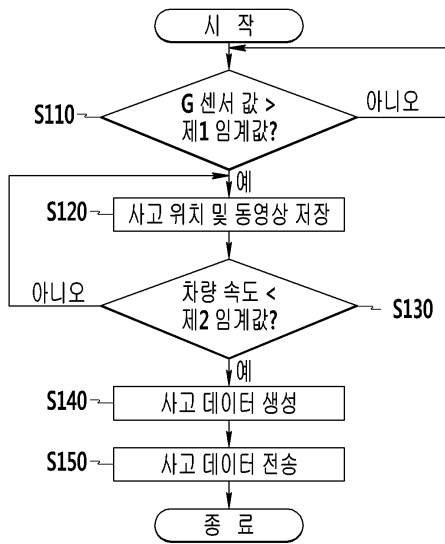 시 작
S110
G 센서 값 >
제1 임계값?
아니오
예
S120
사고 위치 및 동영상 저장
아니오
차량 속도 <
제2 임계값?
S130
예
S140
사고 데이터 생성
S150
사고 데이터 전송
종 료